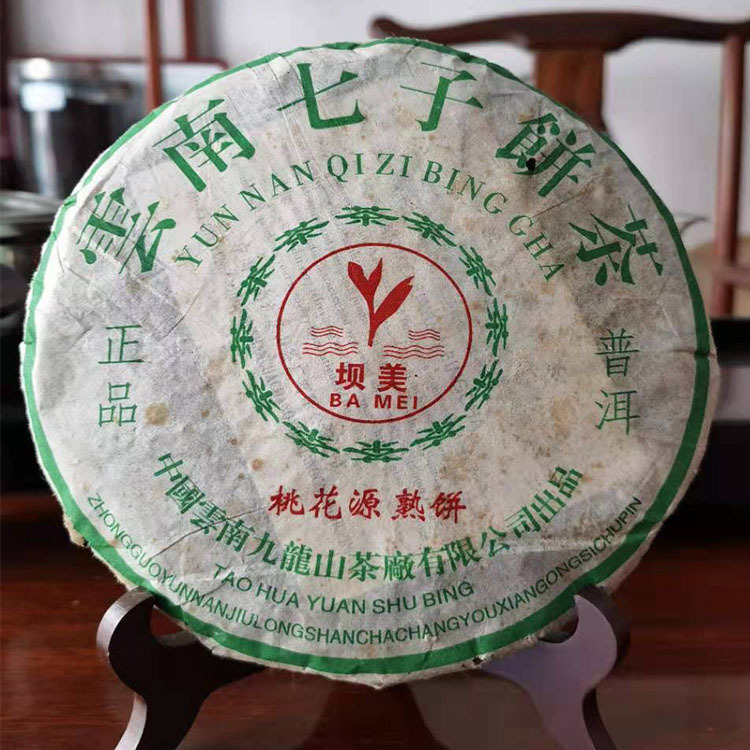 雲南七子餅茶
YUN NAN QI ZI BING CHA
正品
普洱
坝美
BA MEI
桃花源熟饼
中國雲南九龍山茶廠有限公司出品
TAO HUA YUAN SHU BING
ZHONGGUOYUNNANJIULONGSHANCHACHANGYOUXIANGONGSICHUPIN